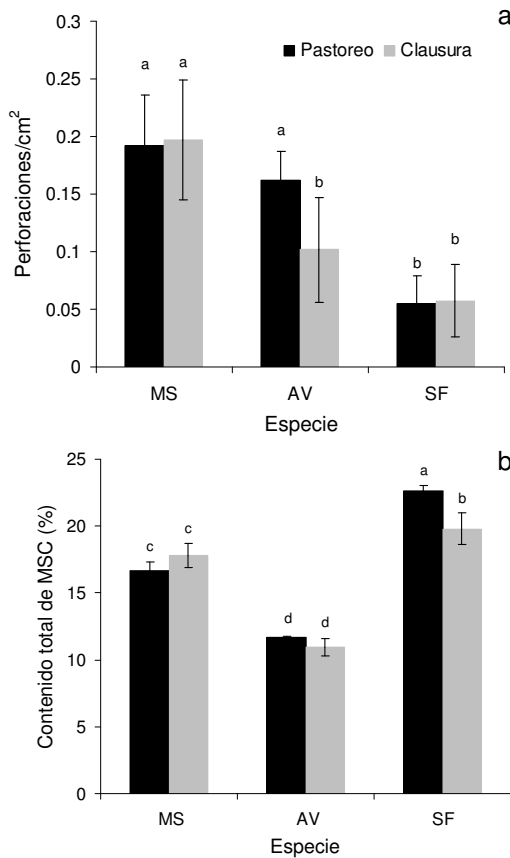 a
0.3
Pastoreo Clausura
0.25
a a
0.2
a
0.15
b
b b
0.1
0.05
0
Perforaciones/cm²
MS AV SF
Especie
b
25
a
b
20
c c
15
d d
10
5
0
Contenido total de MSC (%)
MS AV SF
Especie